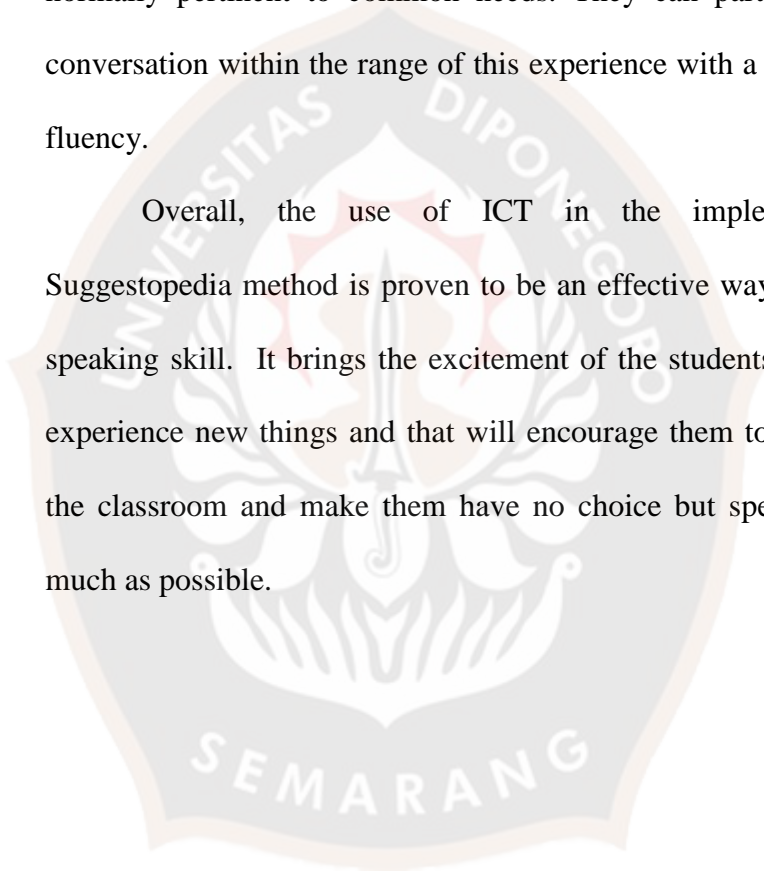 normally pertinent to common needs. They can part
conversation within the range of this experience with a
fluency.
Overall, the use of ICT in the imple
Suggestopedia method is proven to be an effective way
speaking skill. It brings the excitement of the students
experience new things and that will encourage them to
the classroom and make them have no choice but spe
much as possible.
UNIVERSITAS DIPONEGORO
SEMARANG